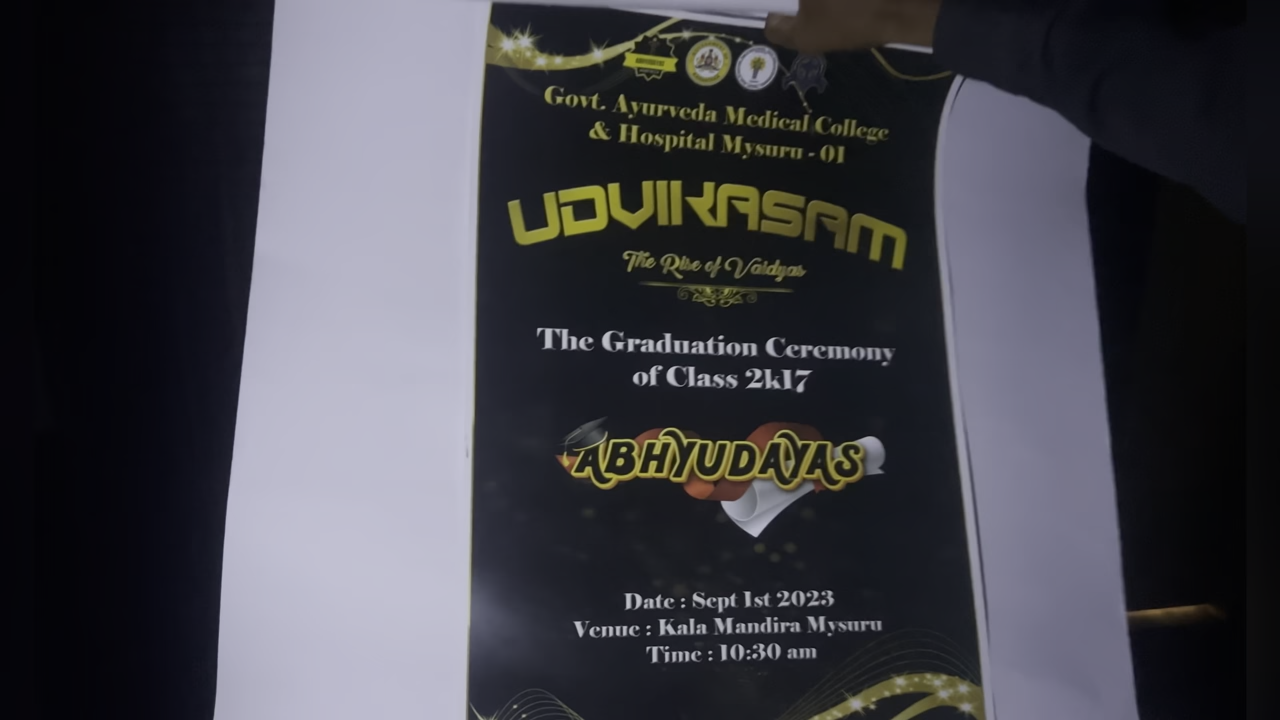 Govt. Ayurveda Medical College
& Hospital Mysuru - 01
UDVIKASAM
The Rise of Vaidyas
The Graduation Ceremony
of Class 2k17
ABHYUDAYAS
Date : Sept 1st 2023
Venue : Kala Mandira Mysuru
Time : 10:30 am